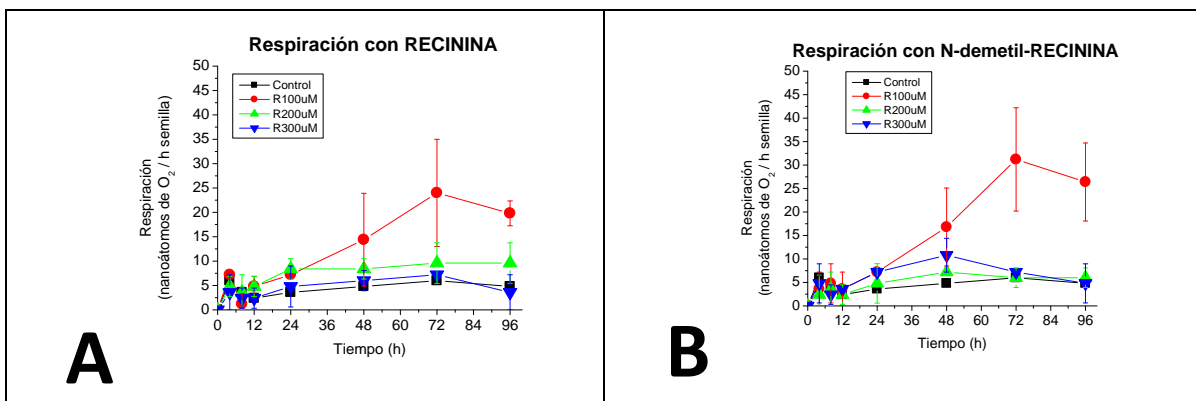 Respiración con RECININA
50
45
40
35
30
25
20
15
10
5
0
Respiración
(nanoátomos de O2 / h semilla)
Control
R100uM
R200uM
R300uM
0 12 24 36 48 60 72 84 96
Tiempo (h)
A
Respiración con N-demetil-RECININA
50
45
40
35
30
25
20
15
10
5
0
Respiración
(nanoátomos de O2 / h semilla)
Control
R100uM
R200uM
R300uM
0 12 24 36 48 60 72 84 96
Tiempo (h)
B